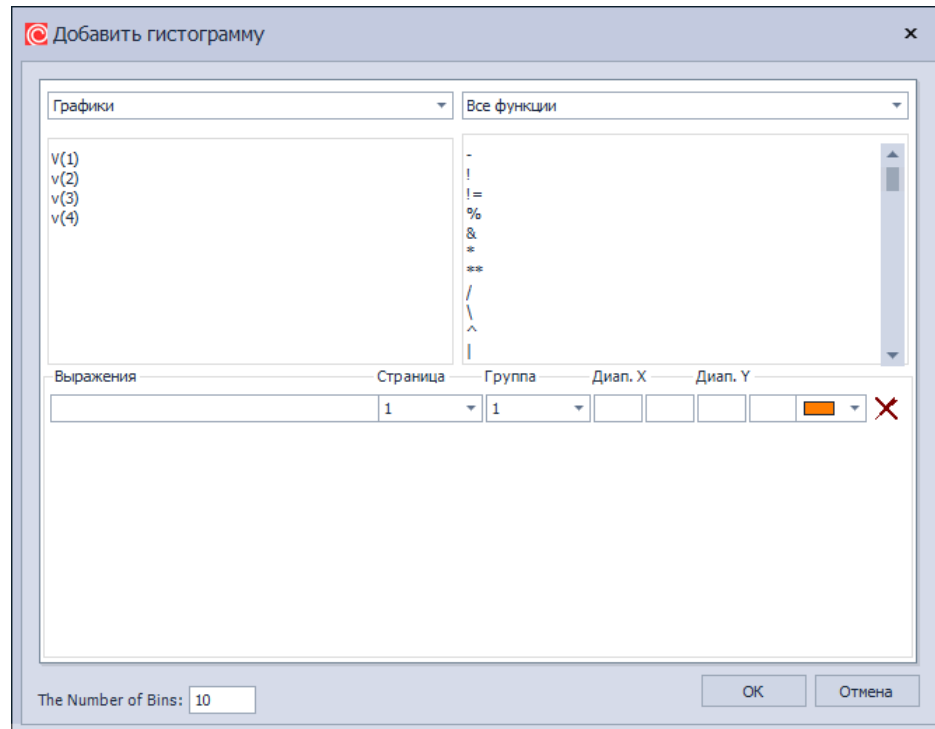 Добавить гистограмму
Графики Все функции
V(1)
v(2)
v(3)
v(4)
-
!
!=
%
&
*
**
/
\
^
|
Выражения Страница Группа Диап. X Диап. Y
1 1
The Number of Bins: 10 OK Отмена